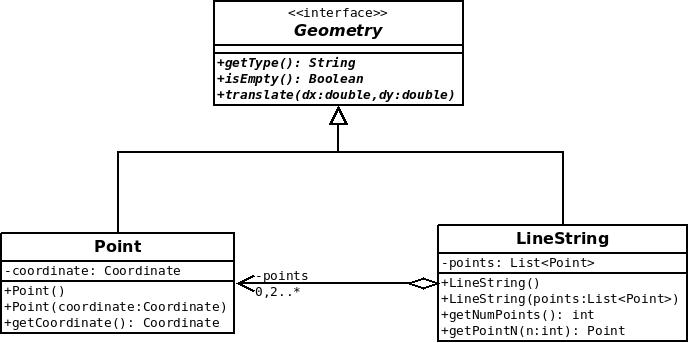 <<interface>>
Geometry
+getType(): String
+isEmpty(): Boolean
+translate(dx:double,dy:double)
Point
-coordinate: Coordinate
+Point()
+Point(coordinate:Coordinate)
+getCoordinate(): Coordinate
-points
0,2..*
LineString
-points: List<Point>
+LineString()
+LineString(points:List<Point>)
+getNumPoints(): int
+getPointN(n:int): Point